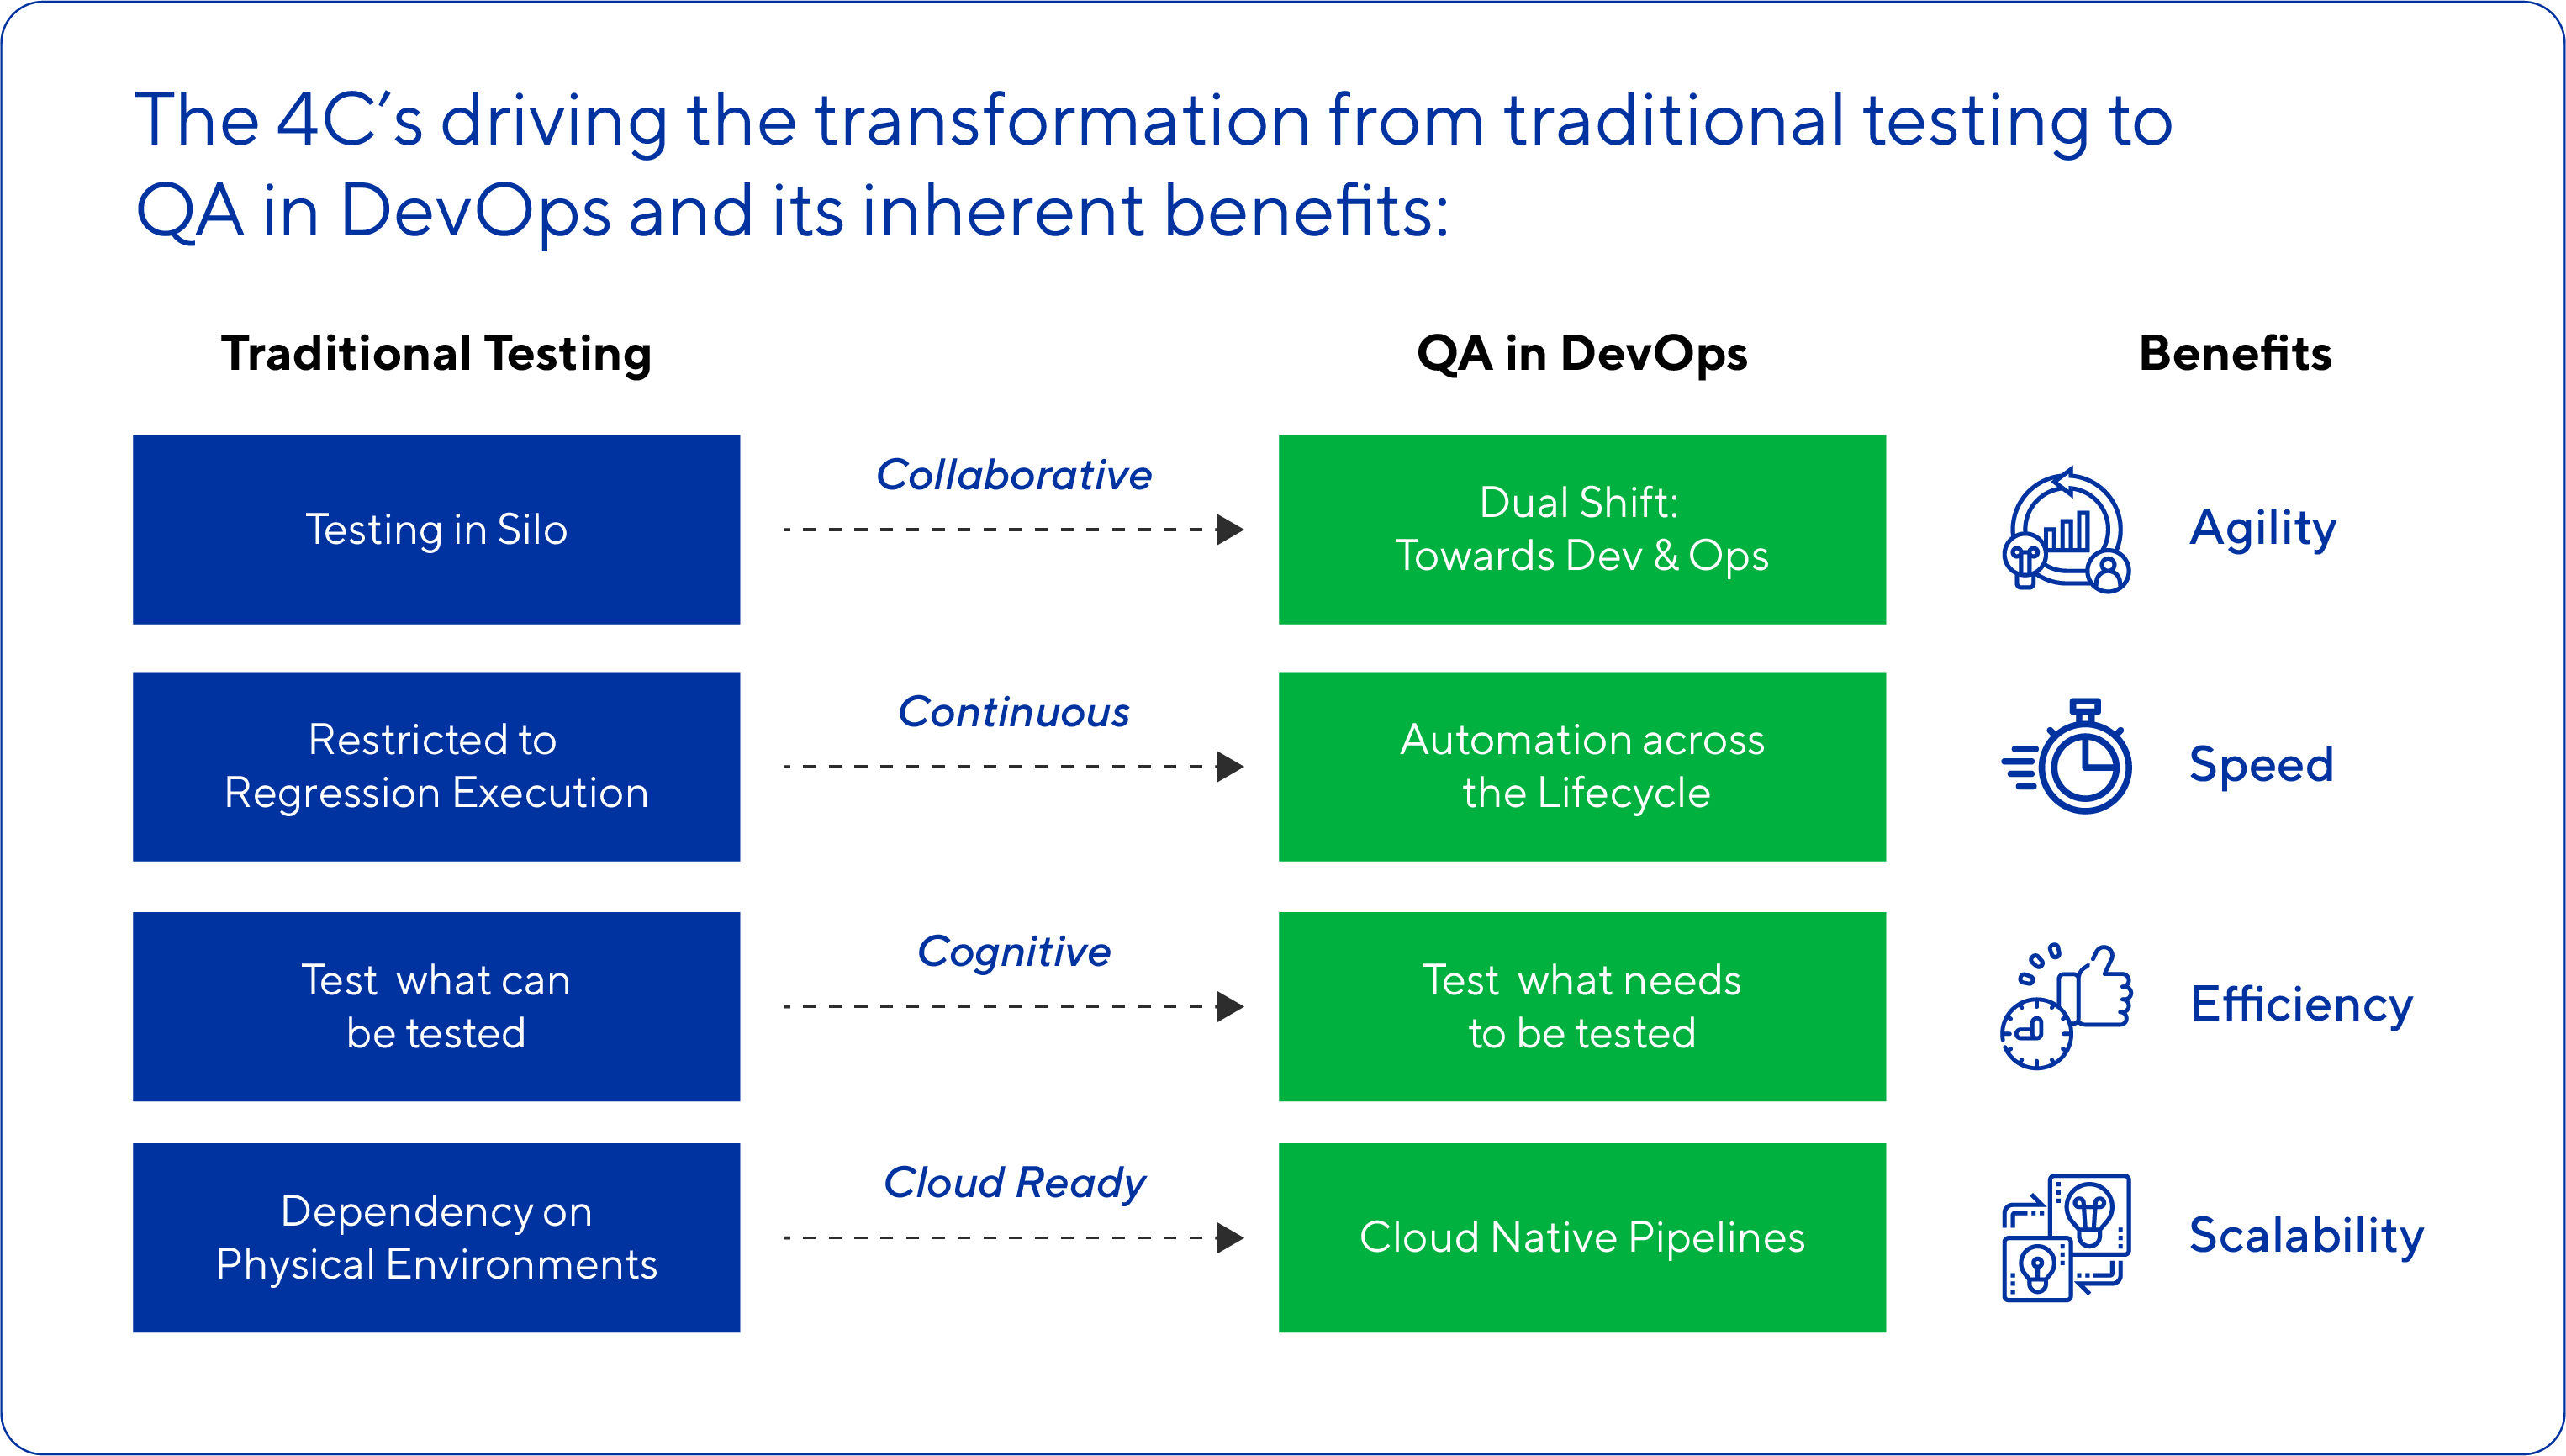 The 4C’s driving the transformation from traditional testing to
QA in DevOps and its inherent benefits:
Traditional Testing
QA in DevOps
Benefits
Testing in Silo
Collaborative
Dual Shift:
Towards Dev & Ops
Agility
Restricted to
Regression Execution
Continuous
Automation across
the Lifecycle
Speed
Test what can
be tested
Cognitive
Test what needs
to be tested
Efficiency
Dependency on
Physical Environments
Cloud Ready
Cloud Native Pipelines
Scalability